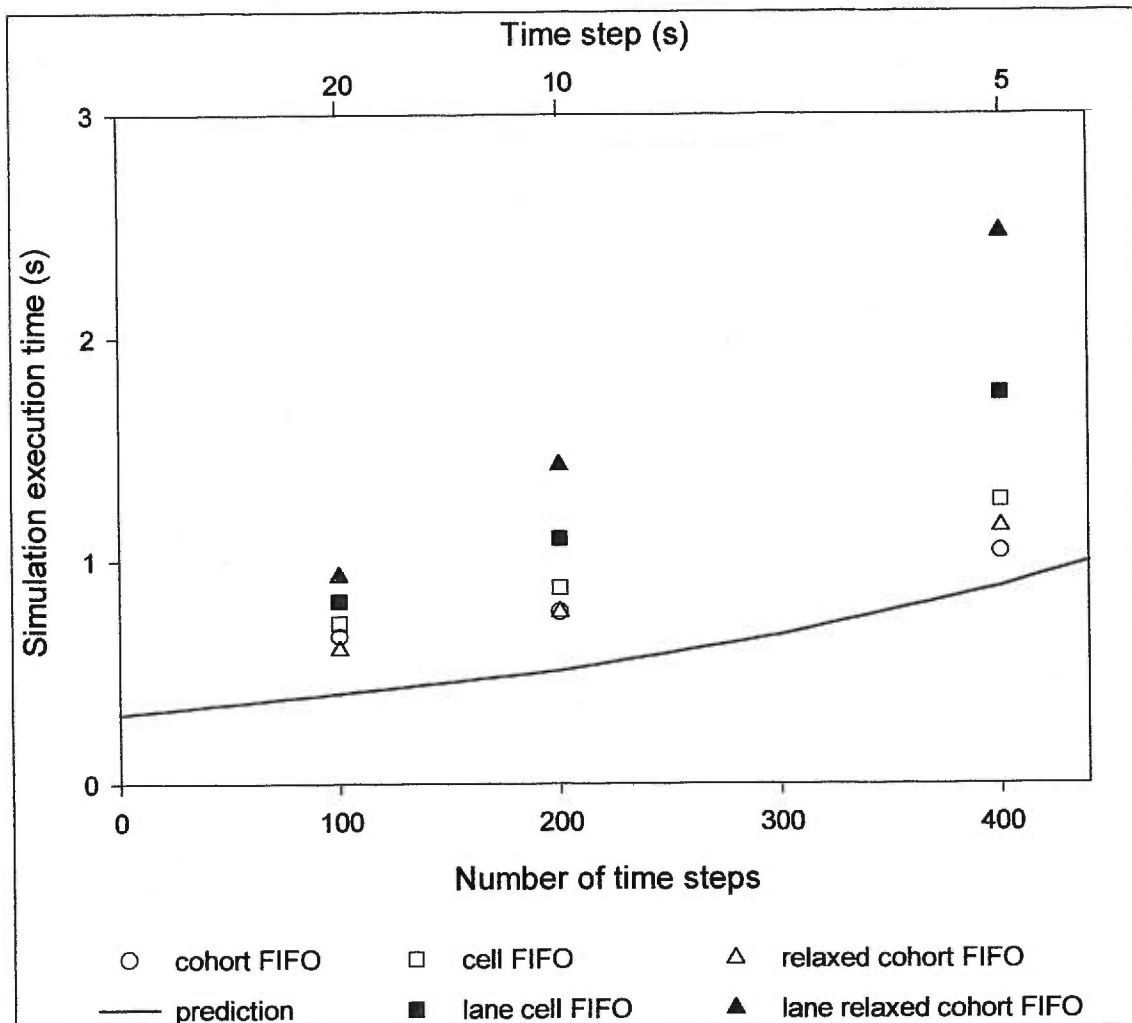 Time step (s)
20 10 5
Simulation execution time (s)
3
2
1
0
0 100 200 300 400
Number of time steps
cohort FIFO cell FIFO relaxed cohort FIFO
prediction lane cell FIFO lane relaxed cohort FIFO